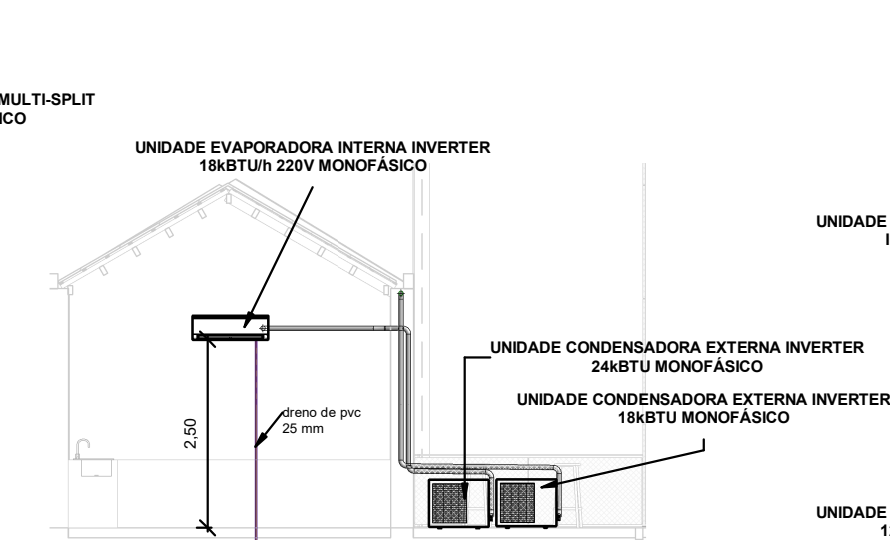 MULTI-SPLIT
ICO
UNIDADE EVAPORADORA INTERNA INVERTER
18kBTU/h 220V MONOFÁSICO
UNIDADE
I
UNIDADE CONDENSADORA EXTERNA INVERTER
24kBTU MONOFÁSICO
UNIDADE CONDENSADORA EXTERNA INVERTER
18kBTU MONOFÁSICO
dreno de pvc
25 mm
2,50
UNIDADE
12